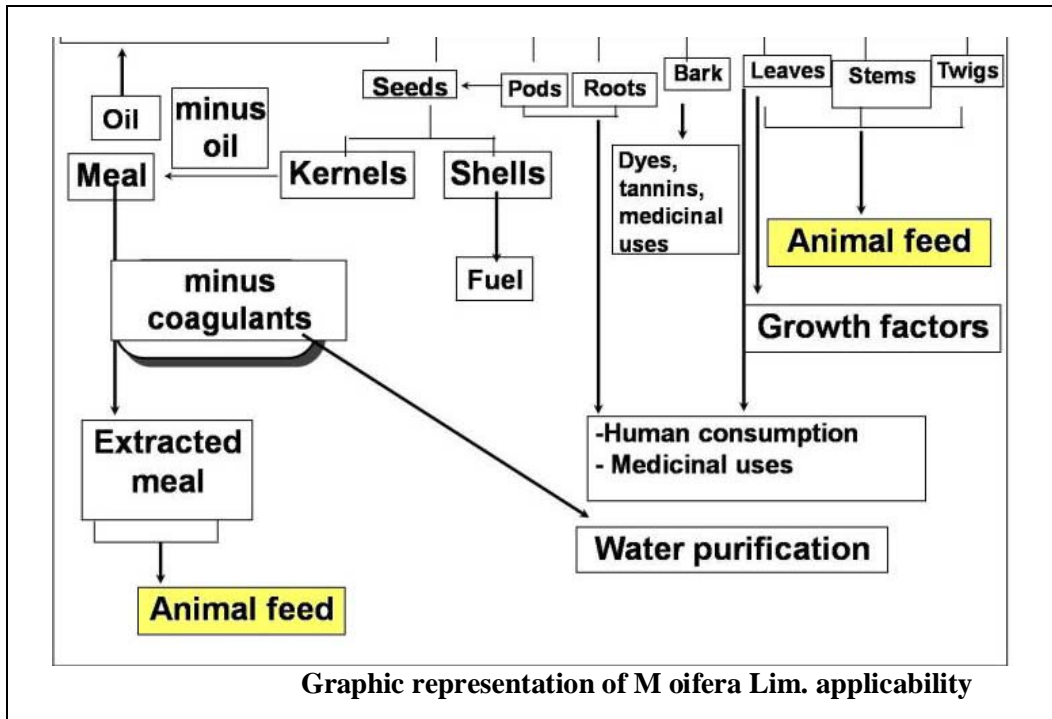 Seeds
Pods
Roots
Bark
Leaves
Stems
Twigs
Oil
minus
oil
Meal
Kernels
Shells
Dyes,
tannins,
medicinal
uses
Animal feed
minus
coagulants
Fuel
Growth factors
Extracted
meal
-Human consumption
- Medicinal uses
Water purification
Animal feed
Graphic representation of M oifera Lim. applicability